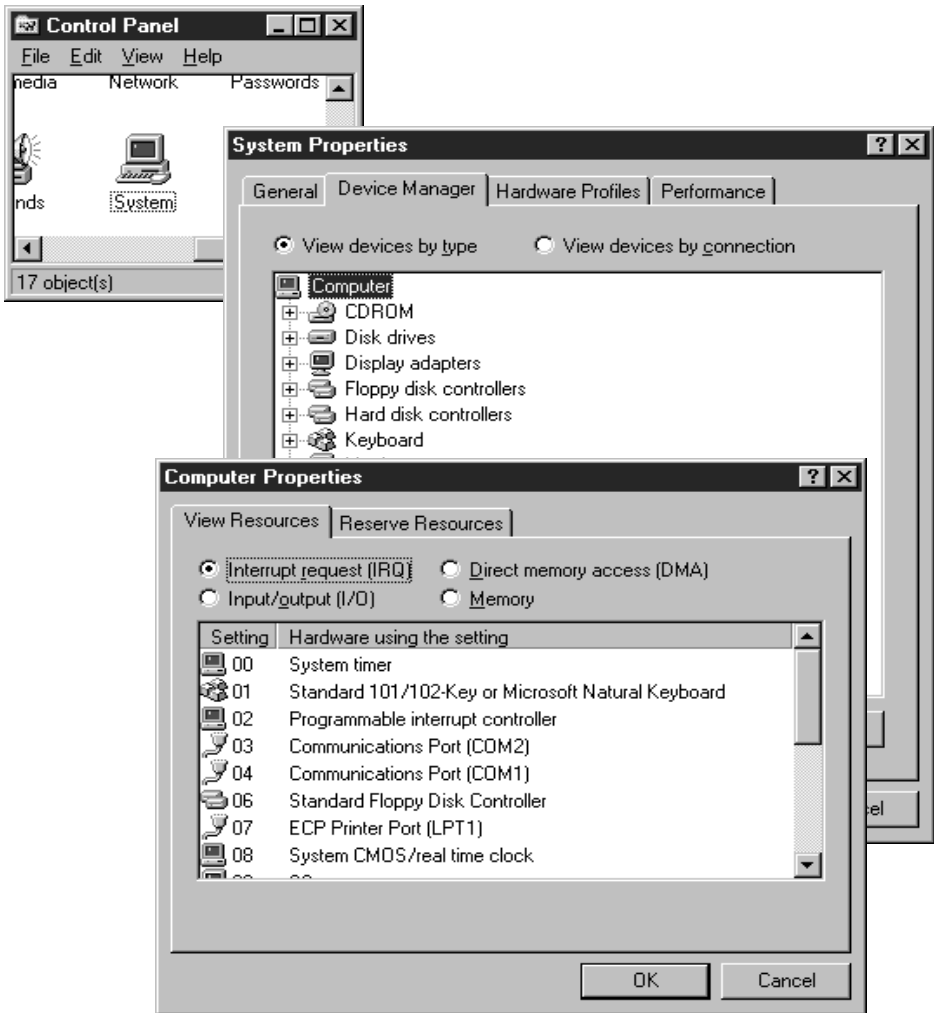 Control Panel
File Edit View Help
nedia Network Passwords
nds System
17 object(s)
System Properties
General Device Manager Hardware Profiles Performance
View devices by type View devices by connection
Computer
CDROM
Disk drives
Display adapters
Floppy disk controllers
Hard disk controllers
Keyboard
Computer Properties
View Resources Reserve Resources
Interrupt request (IRQ) Direct memory access (DMA)
Input/output (I/O) Memory
Setting Hardware using the setting
00 System timer
01 Standard 101/102-Key or Microsoft Natural Keyboard
02 Programmable interrupt controller
03 Communications Port (COM2)
04 Communications Port (COM1)
06 Standard Floppy Disk Controller
07 ECP Printer Port (LPT1)
08 System CMOS/real time clock
cel
OK Cancel